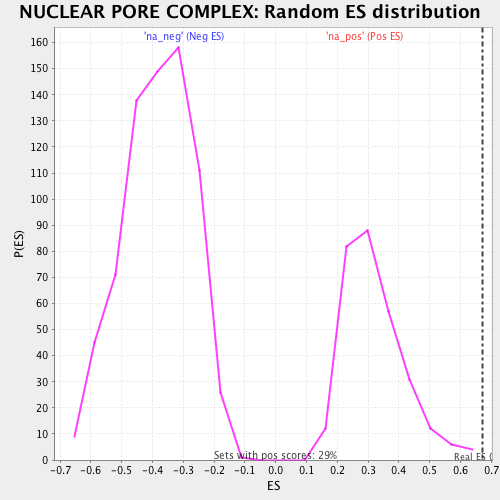 NUCLEAR PORE COMPLEX: Random ES distribution
'na_neg' (Neg ES) 'na_pos' (Pos ES)
160
150
140
130
120
110
100
90
80
70
60
50
40
30
20
10
0
P(ES)
Sets with pos scores: 29%
Real ES (
-0.7 -0.6 -0.5 -0.4 -0.3 -0.2 -0.1 0.0 0.1 0.2 0.3 0.4 0.5 0.6 0.7
ES